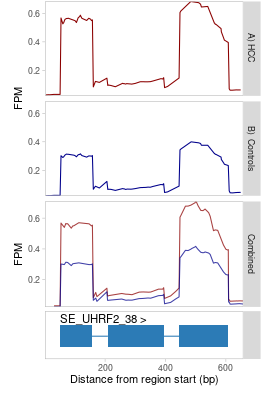 0.6
0.4
0.2
FPM
A) HCC
0.6
0.4
0.2
B) Controls
0.6
0.4
0.2
FPM
Combined
SE_UHRF2_38 >
200 400 600
Distance from region start (bp)